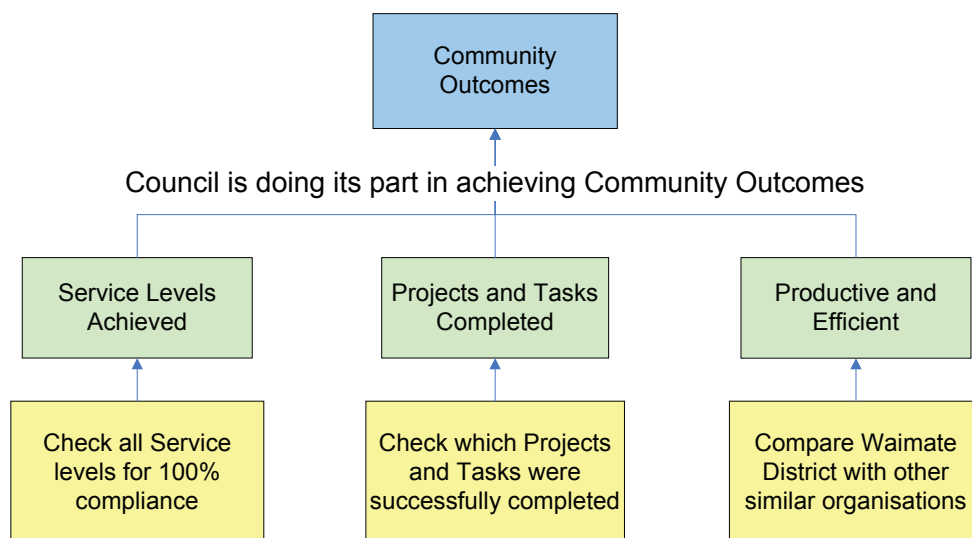 Community
Outcomes
Council is doing its part in achieving Community Outcomes
Service Levels
Achieved
Projects and Tasks
Completed
Productive and
Efficient
Check all Service
levels for 100%
compliance
Check which Projects
and Tasks were
successfully completed
Compare Waimate
District with other
similar organisations